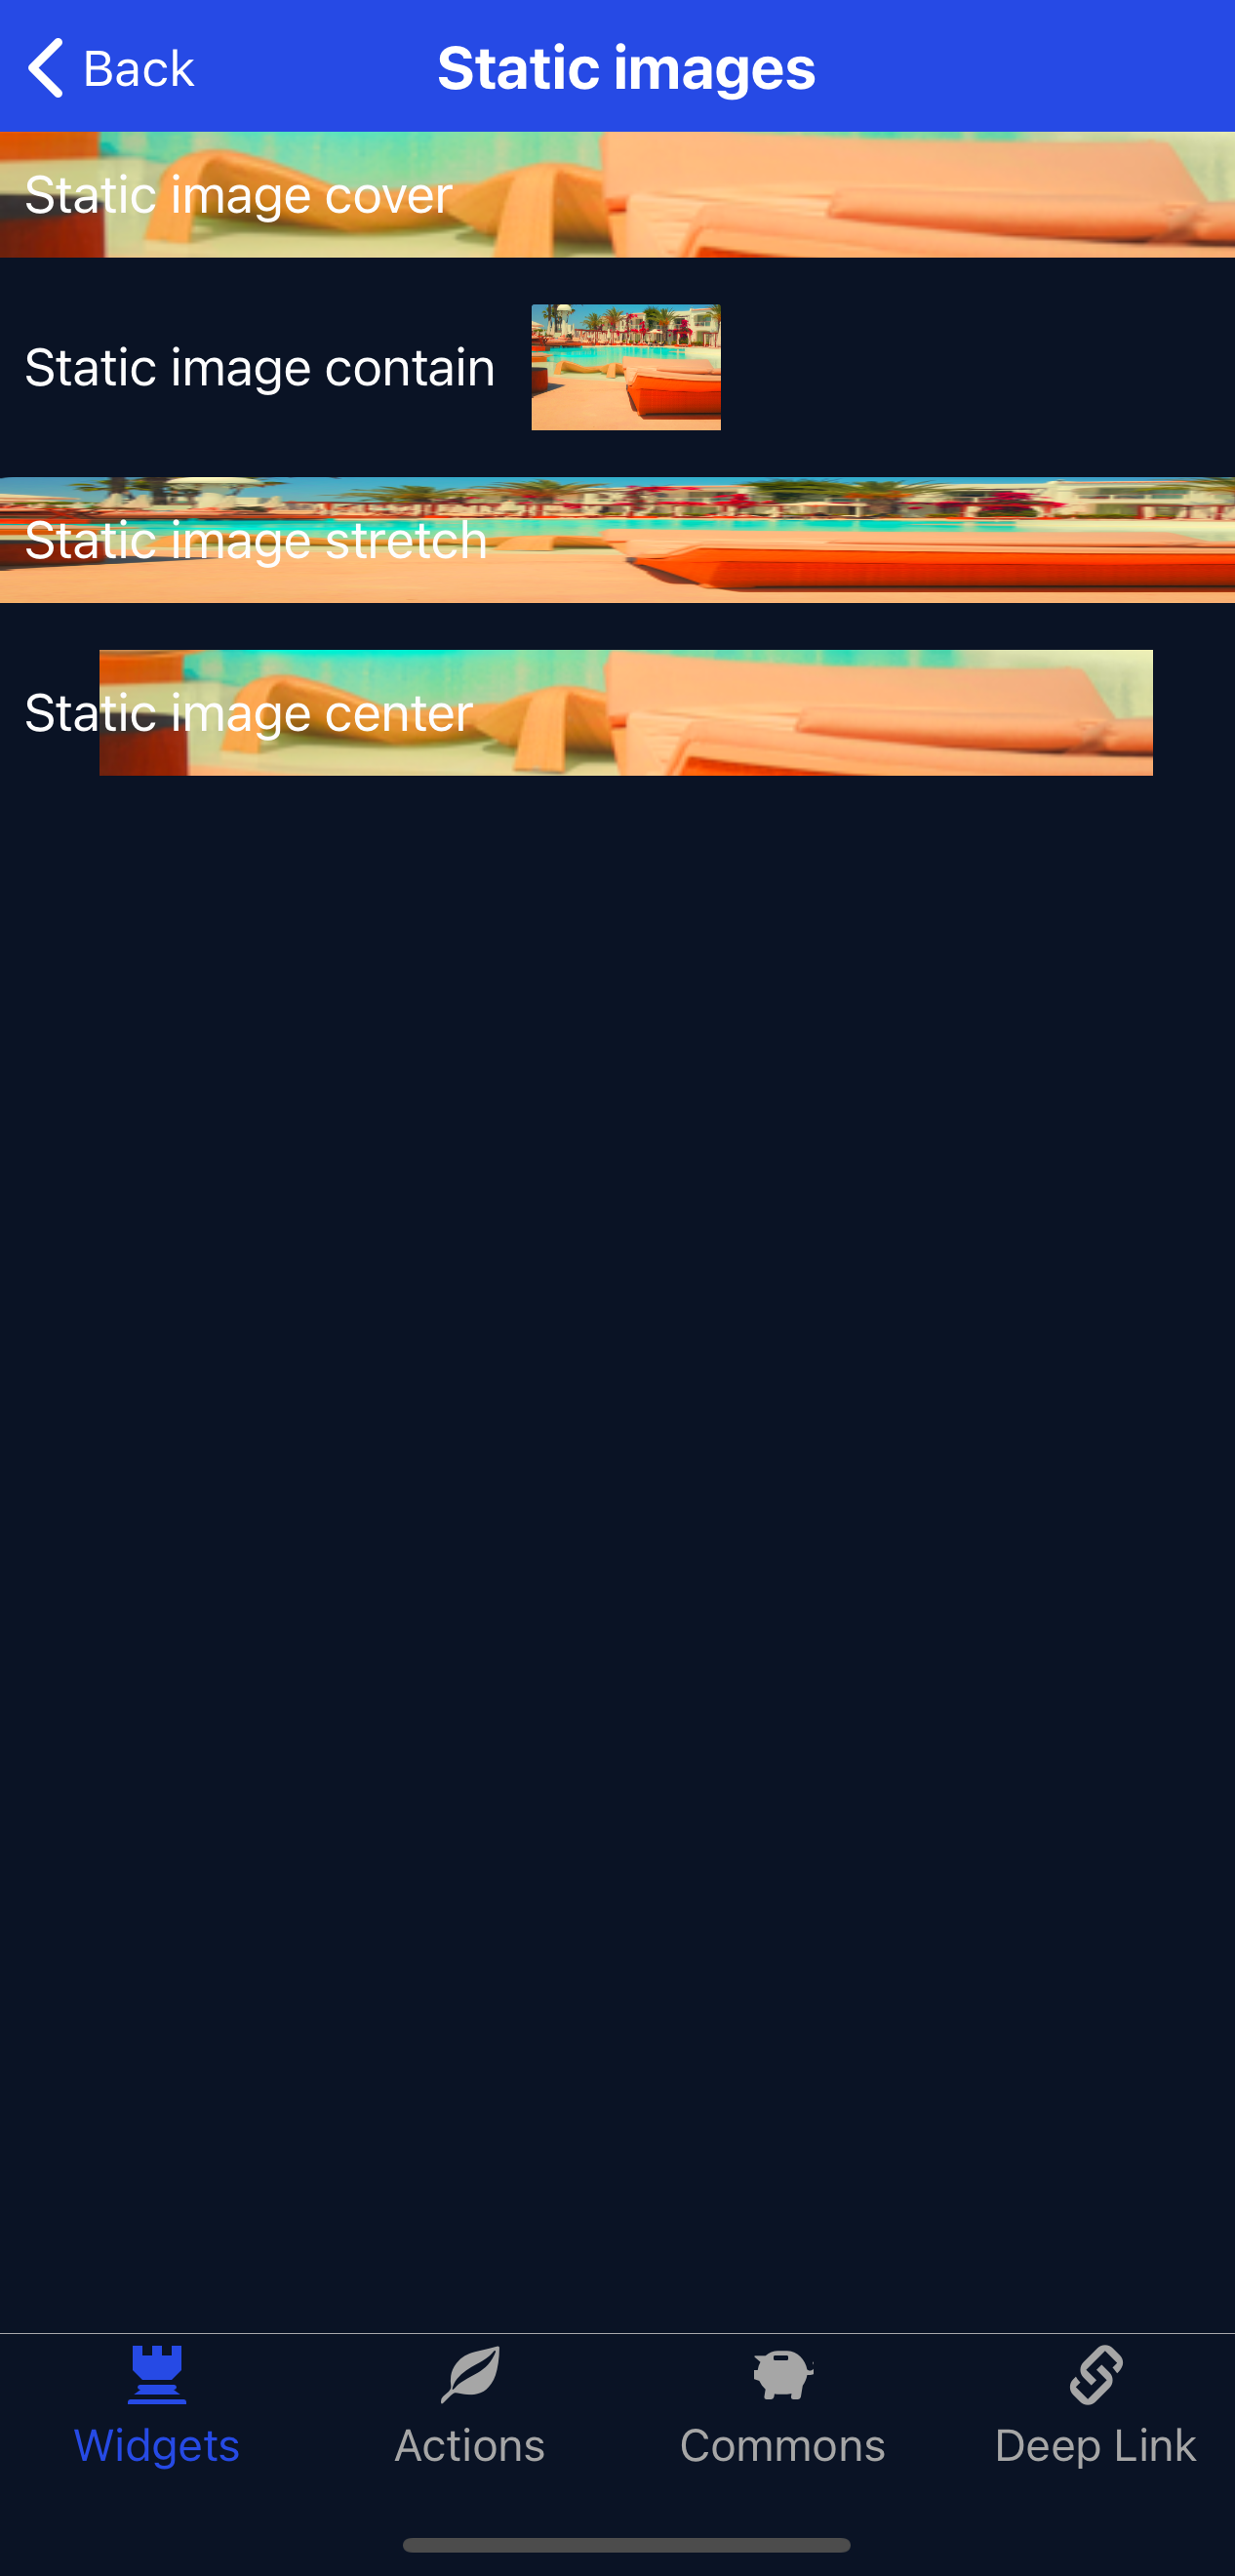 Back
Static images
Static image cover
Static image contain
Static image stretch
Static image center
Widgets
Actions
Commons
Deep Link